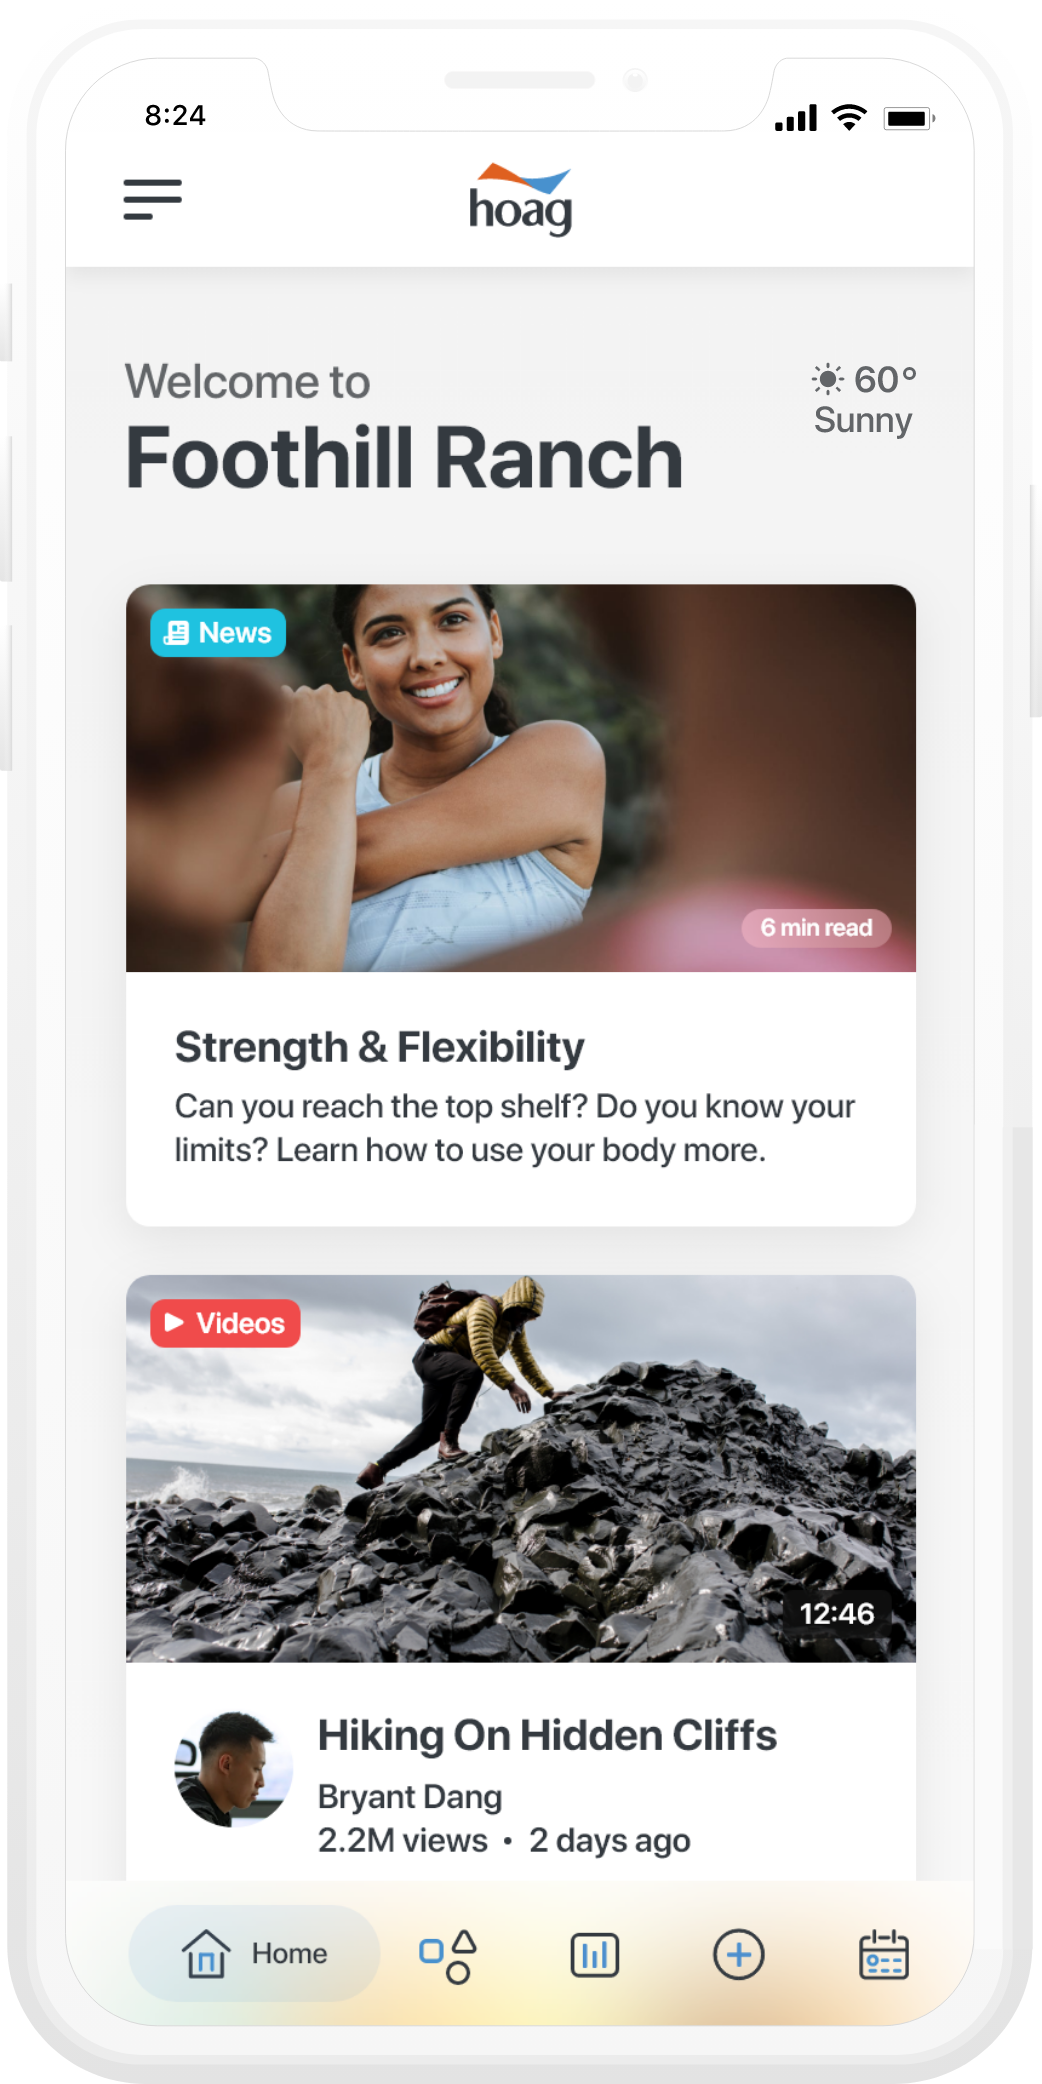 8:24
hoag
Welcome to
Foothill Ranch
60°
Sunny
News
6 min read
Strength & Flexibility
Can you reach the top shelf? Do you know your
limits? Learn how to use your body more.
Videos
12:46
Hiking On Hidden Cliffs
Bryant Dang
2.2M views • 2 days ago
Home